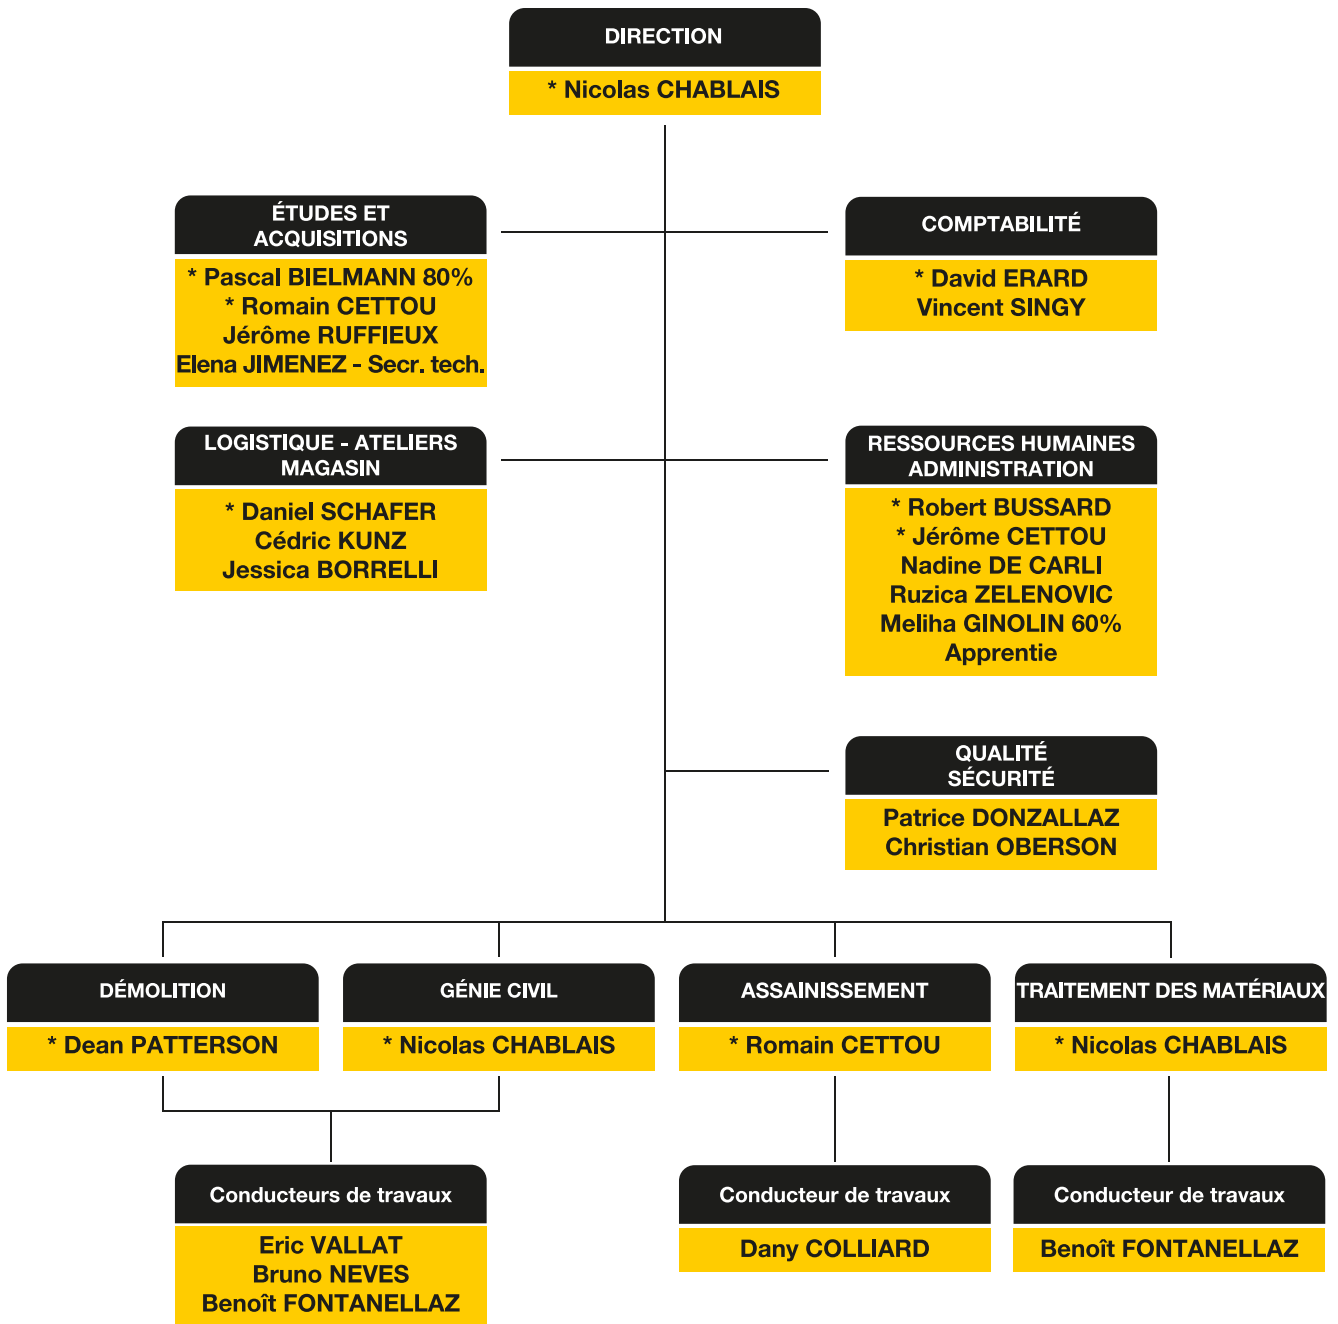 DIRECTION
* Nicolas CHABLAIS
ÉTUDES ET
ACQUISITIONS
* Pascal BIELMANN 80%
* Romain CETTOU
Jérôme RUFFIEUX
Elena JIMENEZ - Secr. tech.
COMPTABILITÉ
* David ERARD
Vincent SINGY
LOGISTIQUE - ATELIERS
MAGASIN
* Daniel SCHAFER
Cédric KUNZ
Jessica BORRELLI
RESSOURCES HUMAINES
ADMINISTRATION
* Robert BUSSARD
* Jérôme CETTOU
Nadine DE CARLI
Ruzica ZELENOVIC
Meliha GINOLIN 60%
Apprentie
QUALITÉ
SÉCURITÉ
Patrice DONZALLAZ
Christian OBERSON
DÉMOLITION
* Dean PATTERSON
GÉNIE CIVIL
* Nicolas CHABLAIS
ASSAINISSEMENT
* Romain CETTOU
TRAITEMENT DES MATÉRIAUX
* Nicolas CHABLAIS
Conducteurs de travaux
Eric VALLAT
Bruno NEVES
Benoît FONTANELLAZ
Conducteur de travaux
Dany COLLIARD
Conducteur de travaux
Benoît FONTANELLAZ